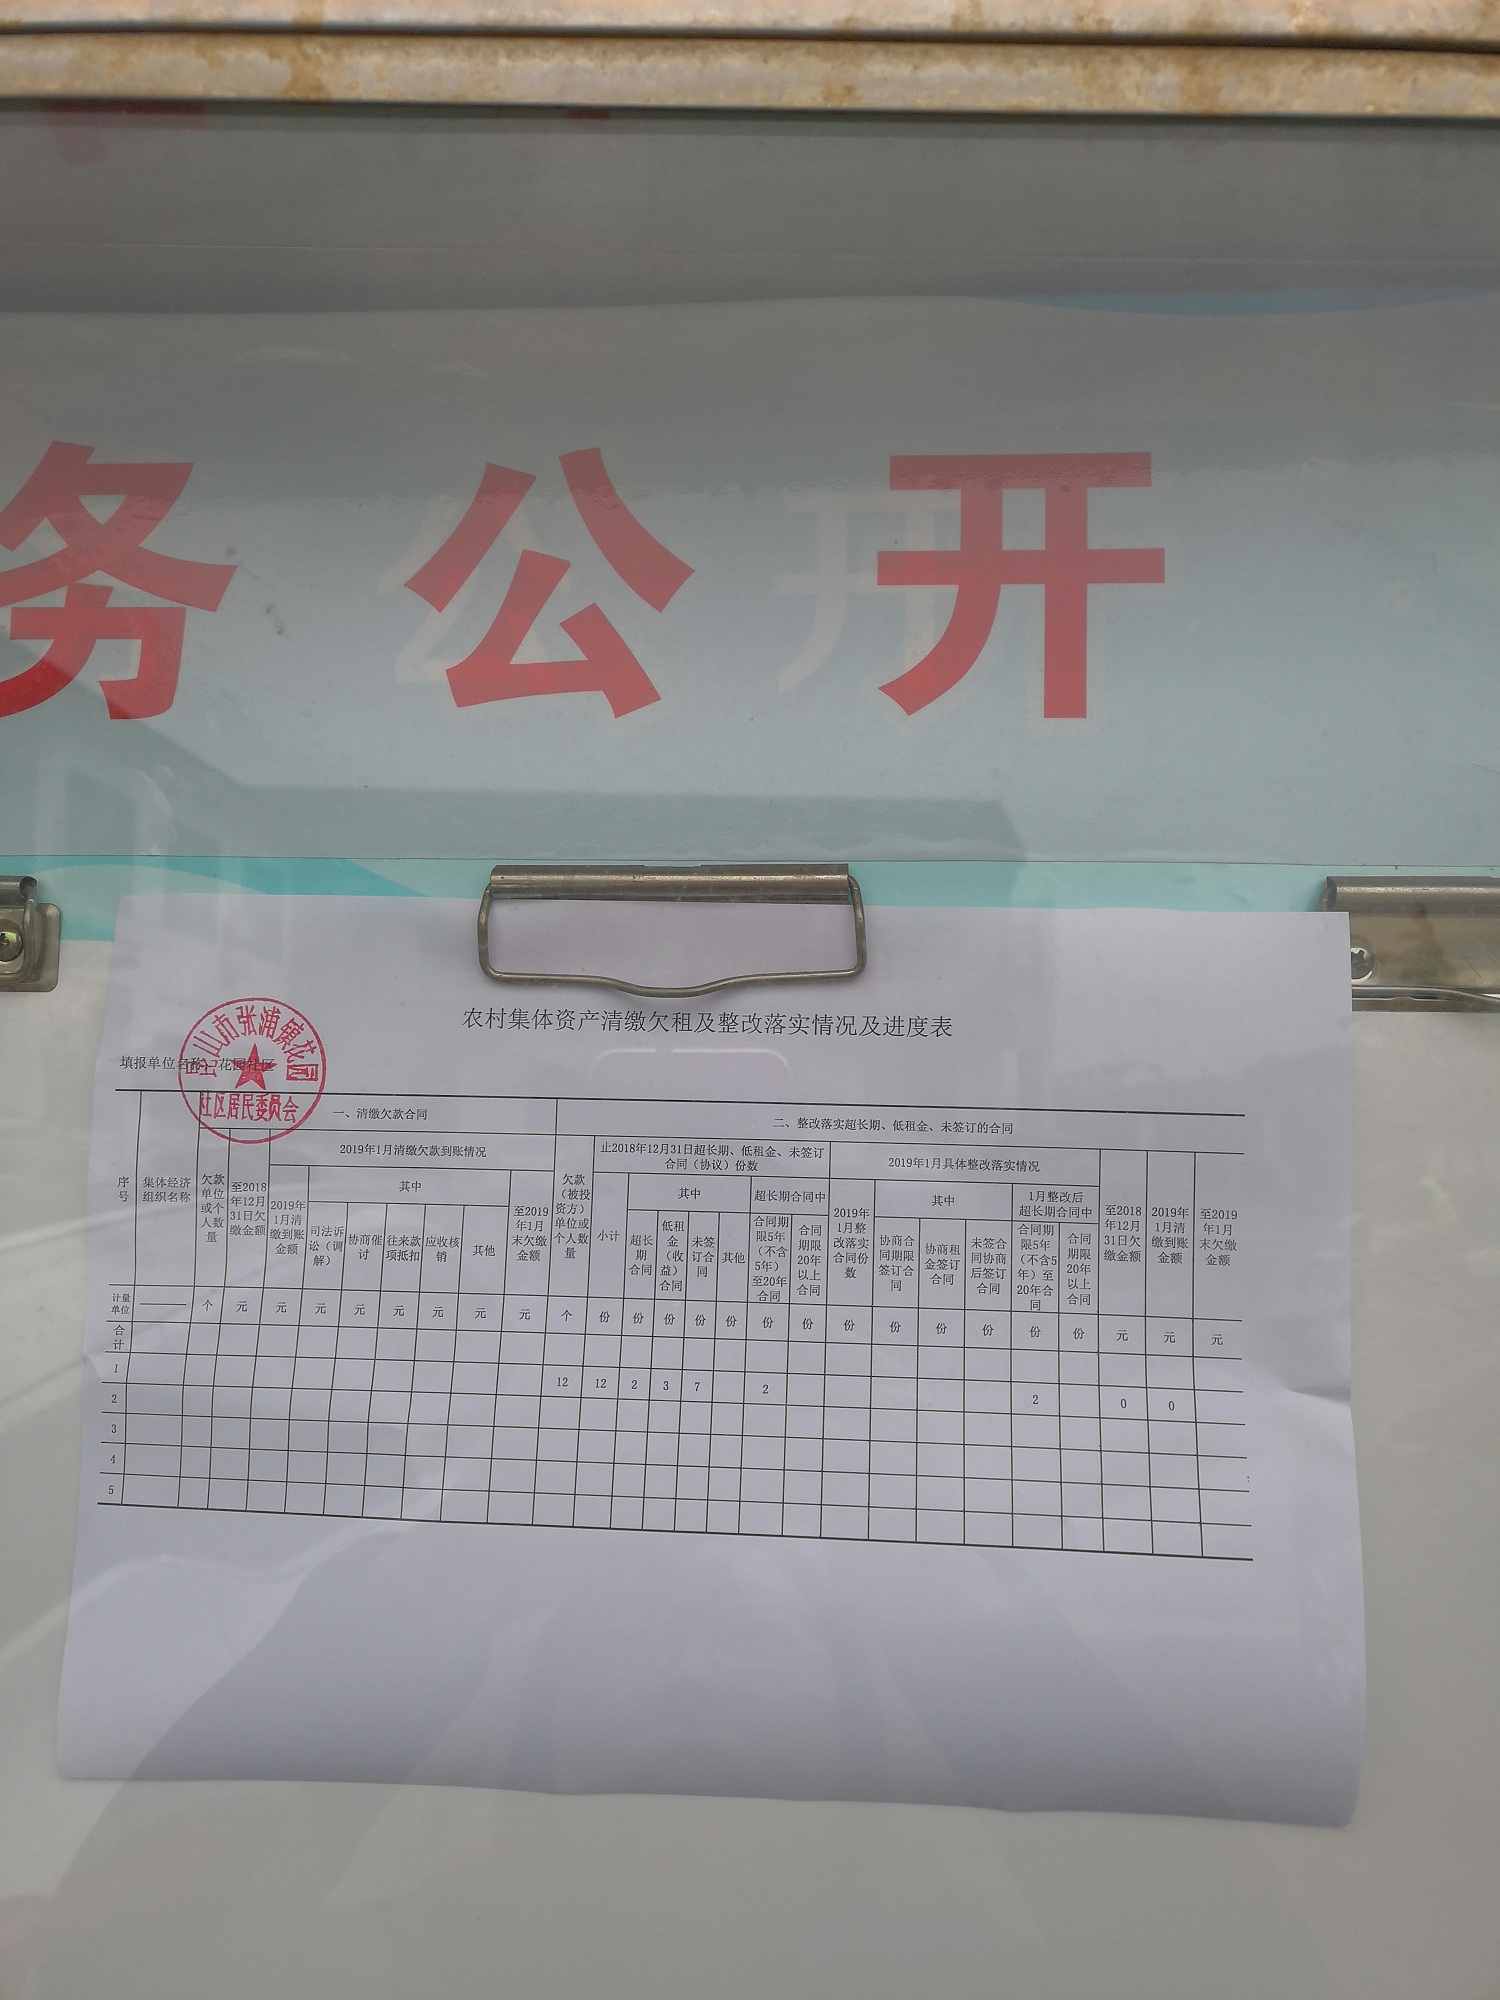 务公开
农村集体资产清缴欠租及整改落实情况及进度表
昆山市张浦镇花园
社区居民委员会
填报单位名称：花园社区
一、清缴欠款合同
二、整改落实超长期、低租金、未签订的合同
序号
集体经济组织名称
欠款单位或个人数量
至2018年12月31日欠缴金额
2019年1月清缴欠款到账情况
2019年1月清缴到账金额
其中
司法诉讼（调解）
协商催讨
往来款项抵扣
应收核销
其他
至2019年1月末欠缴金额
欠款（被投资方）单位或个人数量
止2018年12月31日超长期、低租金、未签订合同（协议）份数
小计
其中
超长期合同
低租金（收益）合同
未签订合同
其他
超长期合同中
合同期限5年（不含5年）至20年合同
合同期限20年以上合同
2019年1月具体整改落实情况
2019年1月整改落实合同份数
其中
协商合同期限签订合同
协商租金签订合同
未签合同协商后签订合同
1月整改后超长期合同中
合同期限5年（不含5年）至20年合同
合同期限20年以上合同
至2018年12月31日欠缴金额
2019年1月清缴到账金额
至2019年1月末欠缴金额
计量单位 —— 个 元 元 元 元 元 元 元 元 个 份 份 份 份 份 份 份 份 份 份 份 份 元 元 元
合计
1 12 12 2 3 7 2 2 0 0
2
3
4
5